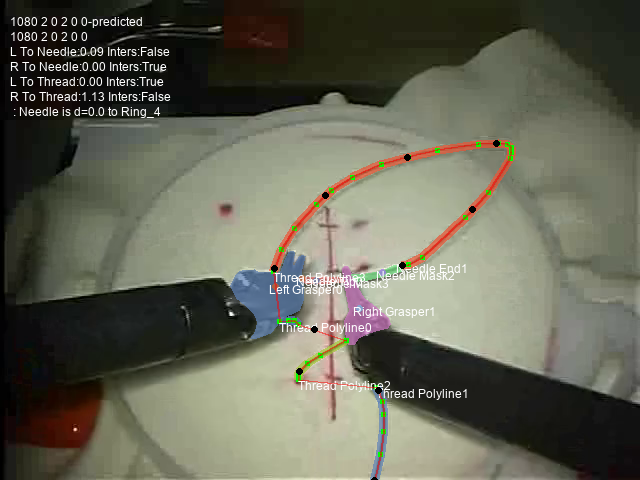 1080 2 0 2 0 0-predicted
1080 2 0 2 0 0
L To Needle:0.09 Inters:False
R To Needle:0.00 Inters:True
L To Thread:0.00 Inters:True
R To Thread:1.13 Inters:False
: Needle is d=0.0 to Ring_4
Needle End1
Thread Polyline3
Needle Mask2
Left Grasper0
Right Grasper1
Thread Polyline0
Thread Polyline2
Thread Polyline1